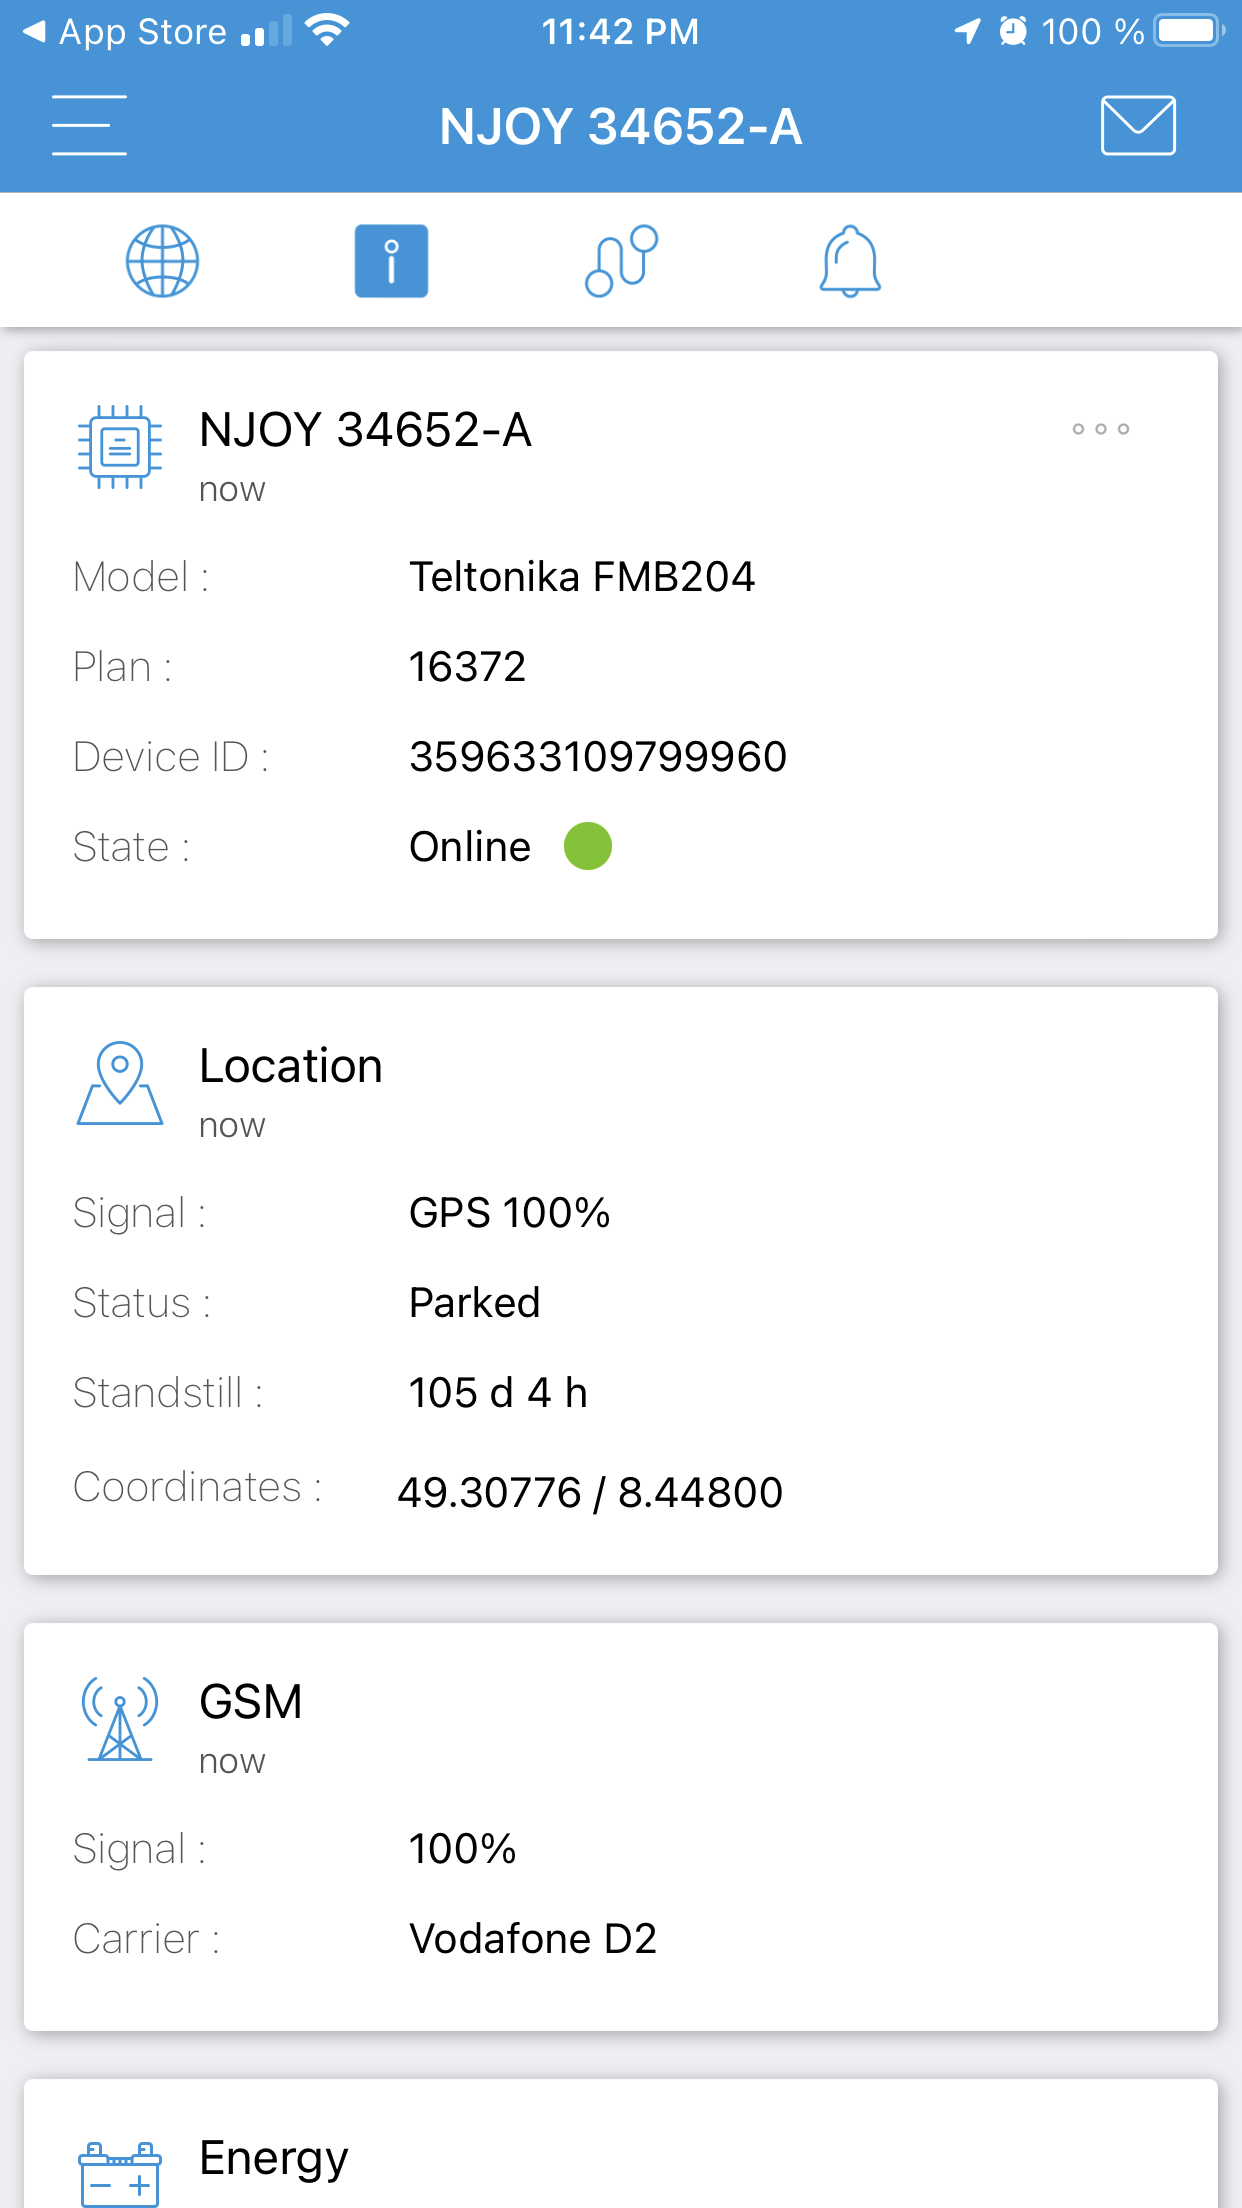 App Store 11:42 PM 100 %
NJOY 34652-A
NJOY 34652-A
now
Model : Teltonika FMB204
Plan : 16372
Device ID : 359633109799960
State : Online
Location
now
Signal : GPS 100%
Status : Parked
Standstill : 105 d 4 h
Coordinates : 49.30776 / 8.44800
GSM
now
Signal : 100%
Carrier : Vodafone D2
Energy